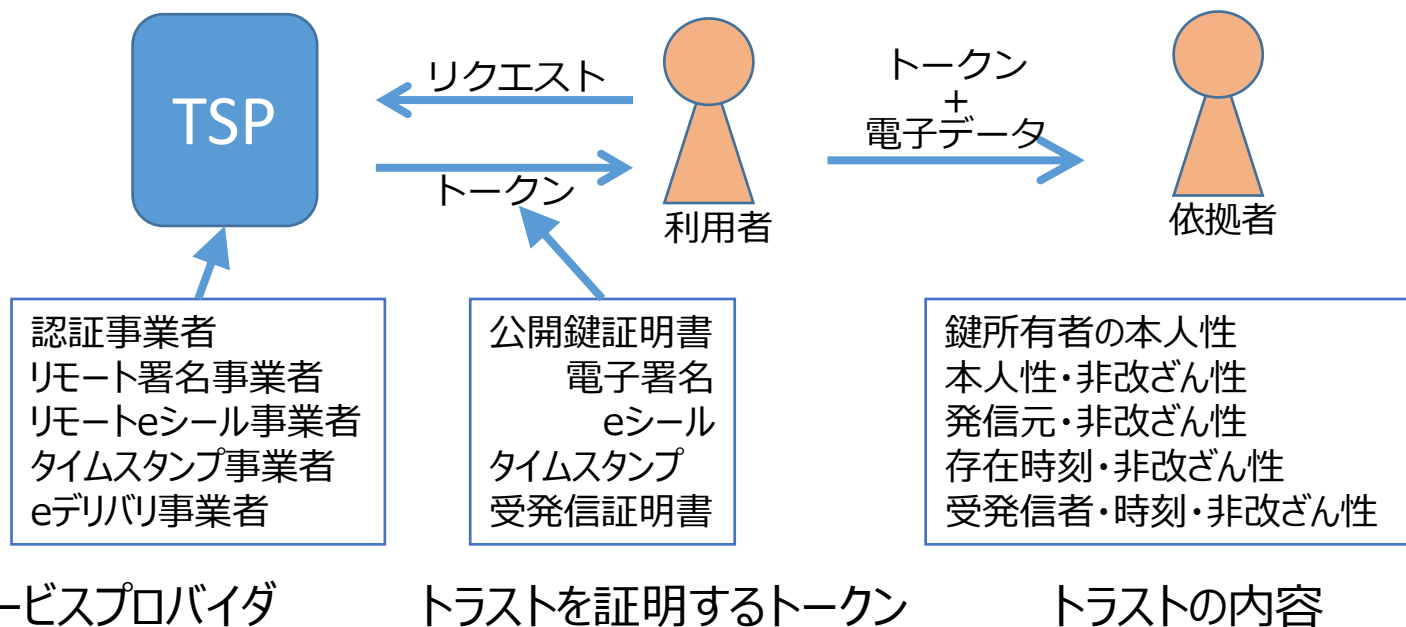 TSP
リクエスト
トークン
利用者
トークン
+
電子データ
依拠者
認証事業者
リモート署名事業者
リモートeシール事業者
タイムスタンプ事業者
eデリバリ事業者
公開鍵証明書
電子署名
eシール
タイムスタンプ
受発信証明書
鍵所有者の本人性
本人性・非改ざん性
発信元・非改ざん性
存在時刻・非改ざん性
受発信者・時刻・非改ざん性
ービスプロバイダ
トラストを証明するトークン
トラストの内容